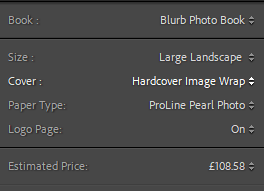 Book : Blurb Photo Book
Size : Large Landscape
Cover : Hardcover Image Wrap
Paper Type: ProLine Pearl Photo
Logo Page: On
Estimated Price: £108.58